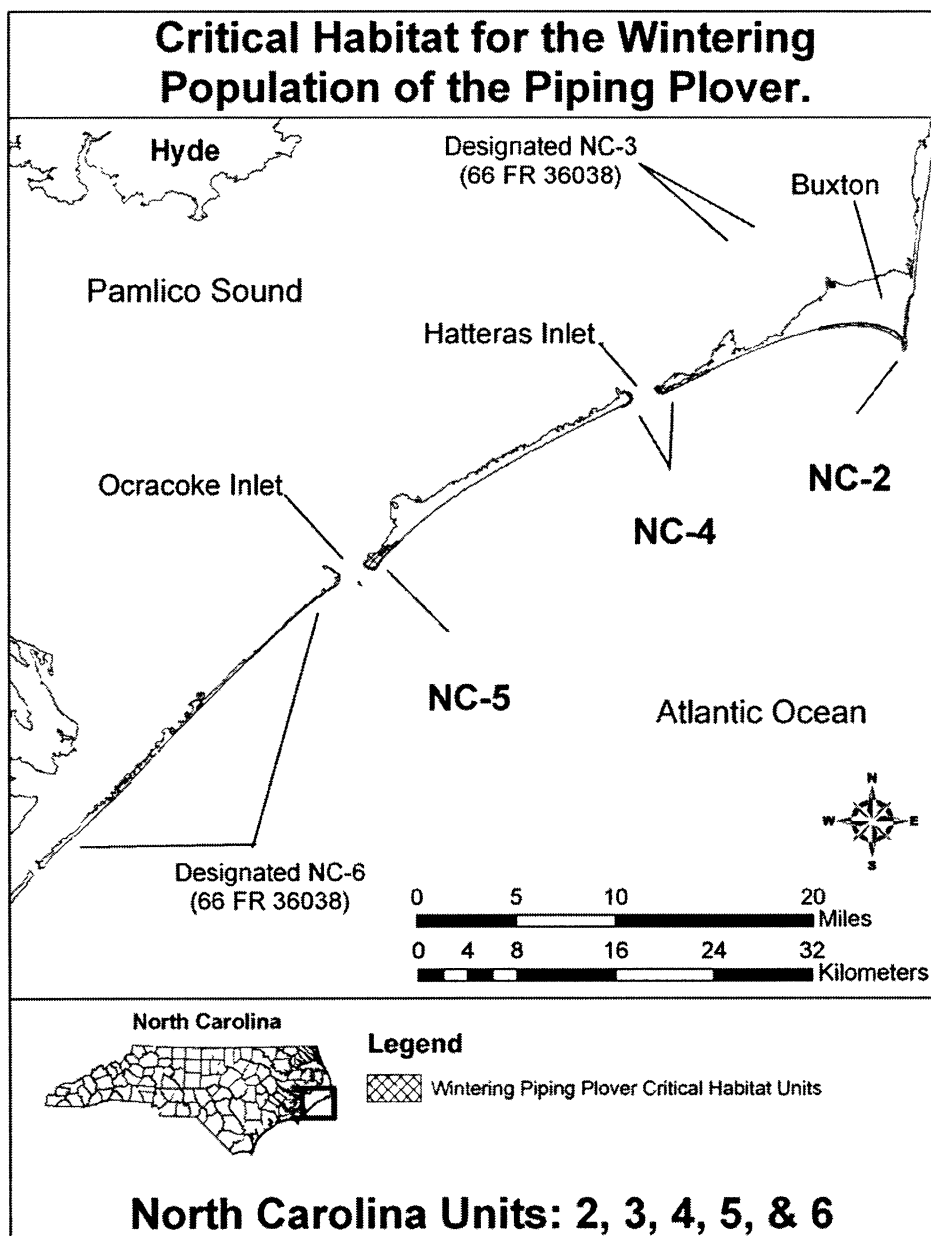 Critical Habitat for the Wintering
Population of the Piping Plover.
Hyde
Designated NC-3
(66 FR 36038)
Buxton
Pamlico Sound
Hatteras Inlet
NC-2
Ocracoke Inlet
NC-4
NC-5
Atlantic Ocean
N
W E
S
Designated NC-6
(66 FR 36038)
0 5 10 20
Miles
0 4 8 16 24 32
Kilometers
North Carolina
Legend
Wintering Piping Plover Critical Habitat Units
North Carolina Units: 2, 3, 4, 5, & 6